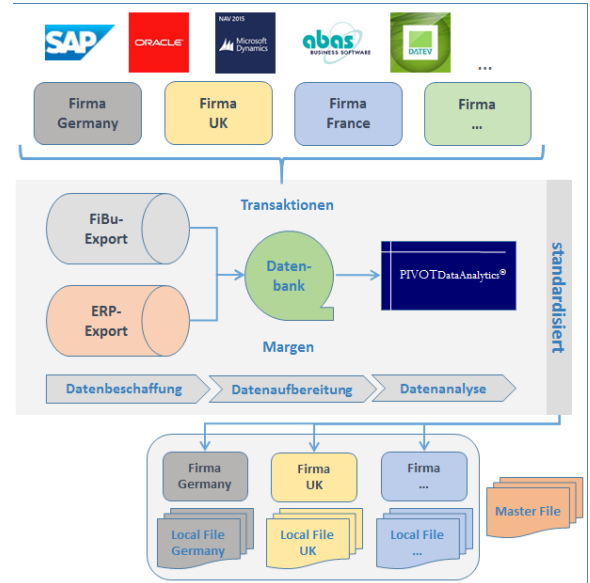 SAP
ORACLE
NAV 2015
Microsoft
Dynamics
abas
BUSINESS SOFTWARE
DATEV
...
Firma
Germany
Firma
UK
Firma
France
Firma
...
Transaktionen
FiBu-
Export
Daten-
bank
PIVOTDataAnalytics®
standardisiert
ERP-
Export
Margen
Datenbeschaffung
Datenaufbereitung
Datenanalyse
Firma
Germany
Firma
UK
Firma
...
Local File
Germany
Local File
UK
Local File
...
Master File